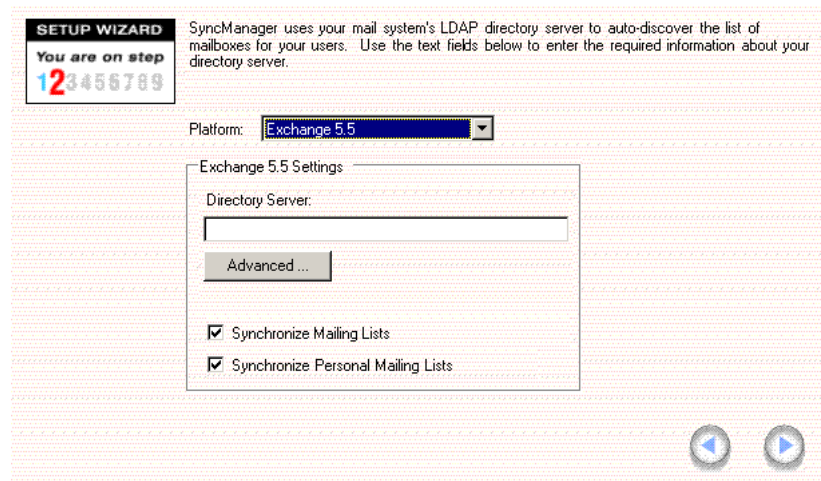 SETUP WIZARD
You are on step
123456789
SyncManager uses your mail system's LDAP directory server to auto-discover the list of
mailboxes for your users.  Use the text fields below to enter the required information about your
directory server.
Platform:
Exchange 5.5
Exchange 5.5 Settings
Directory Server:
Advanced ...
Synchronize Mailing Lists
Synchronize Personal Mailing Lists